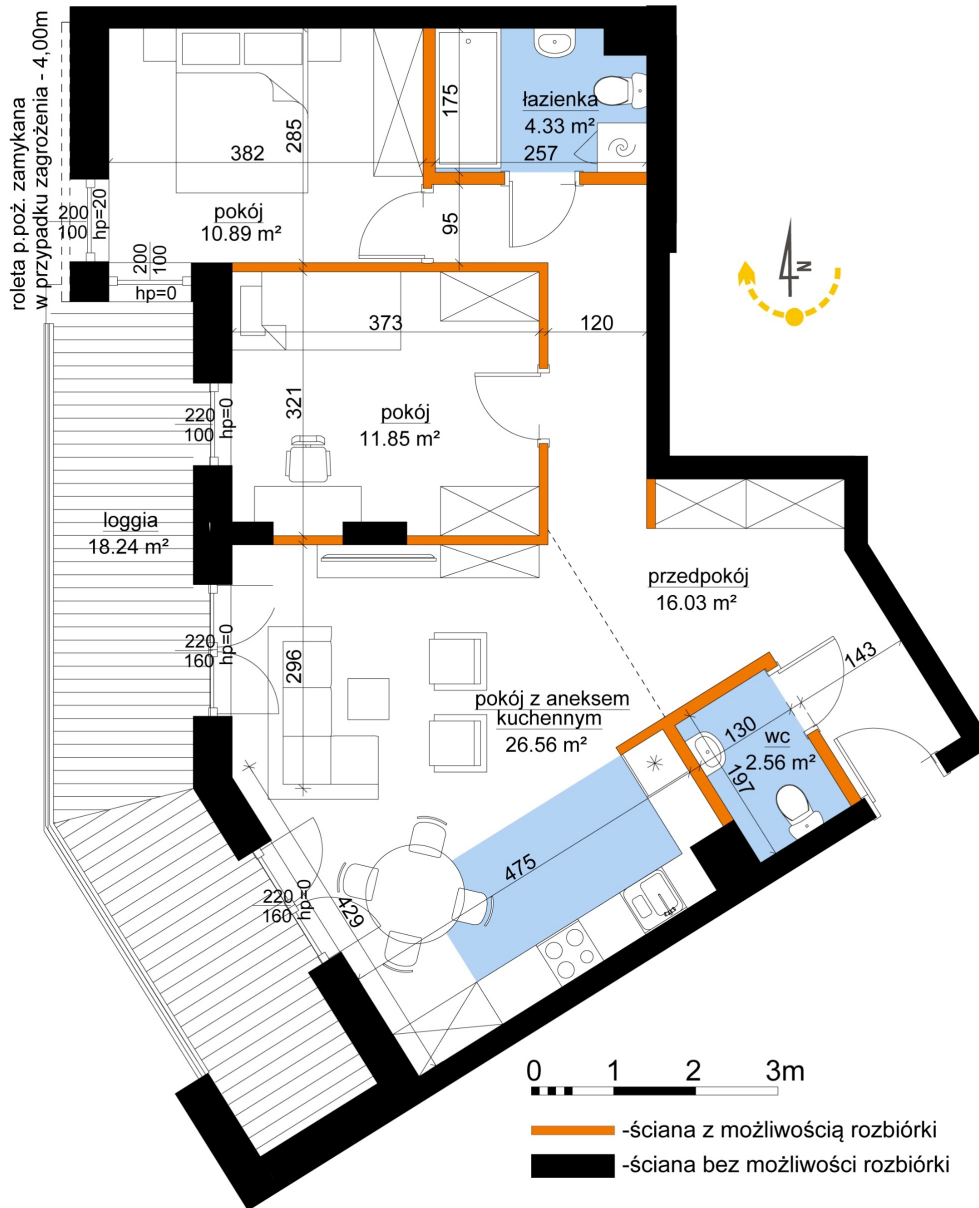 roleta p.poż. zamykana
w przypadku zagrożenia - 4,00m
175
łazienka
4.33 m²
257
382
285
pokój
10.89 m²
95
200
100
hp=20
200
100
hp=0
N
373
120
321
pokój
11.85 m²
220
100
hp=0
loggia
18.24 m²
przedpokój
16.03 m²
220
160
hp=0
296
143
pokój z aneksem
kuchennym
26.56 m²
130
wc
2.56 m²
197
475
220
160
hp=0
429
0 1 2 3m
-ściana z możliwością rozbiórki
-ściana bez możliwości rozbiórki